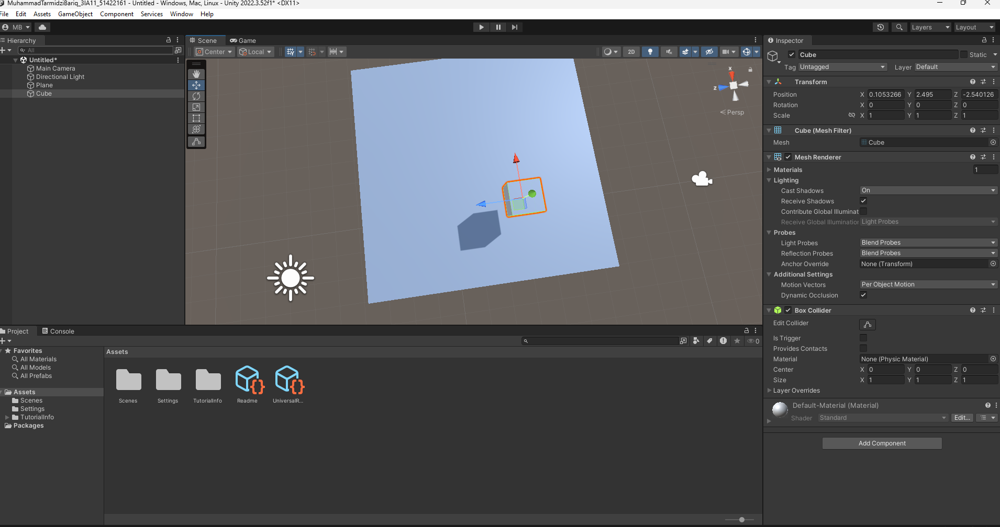 MuhammadTarmidziBariq_3IA11_51422161 - Untitled - Windows, Mac, Linux - Unity 2022.3.52f1* <DX11>
File Edit Assets GameObject Component Services Window Help
MB Layers Layout
Hierarchy
All
Untitled*
Main Camera
Directional Light
Plane
Cube
Scene Game
Center Local 2D
x
z
Persp
Inspector
Cube Static
Tag Untagged Layer Default
Transform
Position X 0.1053266 Y 2.495 Z -2.540126
Rotation X 0 Y 0 Z 0
Scale X 1 Y 1 Z 1
Cube (Mesh Filter)
Mesh Cube
Mesh Renderer
Materials 1
Lighting
Cast Shadows On
Receive Shadows
Contribute Global Illuminat
Receive Global Illumination Light Probes
Probes
Light Probes Blend Probes
Reflection Probes Blend Probes
Anchor Override None (Transform)
Additional Settings
Motion Vectors Per Object Motion
Dynamic Occlusion
Box Collider
Edit Collider
Is Trigger
Provides Contacts
Material None (Physic Material)
Center X 0 Y 0 Z 0
Size X 1 Y 1 Z 1
Layer Overrides
Default-Material (Material)
Shader Standard Edit...
Add Component
Project Console
0
Favorites
All Materials
All Models
All Prefabs
Assets
Scenes
Settings
TutorialInfo
Packages
Assets
Scenes Settings TutorialInfo Readme UniversalR...